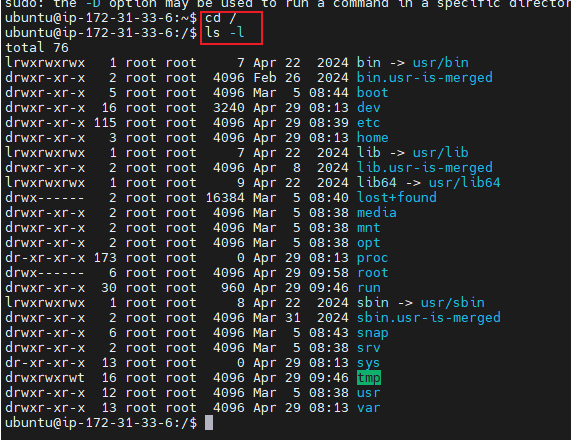 sudo: the -D option may be used to run a command in a specific director
ubuntu@ip-172-31-33-6:~$ cd /
ubuntu@ip-172-31-33-6:/$ ls -l
total 76
lrwxrwxrwx   1 root root     7 Apr 22  2024 bin -> usr/bin
drwxr-xr-x   2 root root  4096 Feb 26  2024 bin.usr-is-merged
drwxr-xr-x   5 root root  4096 Mar  5 08:44 boot
drwxr-xr-x  16 root root  3240 Apr 29 08:13 dev
drwxr-xr-x 115 root root  4096 Apr 29 08:39 etc
drwxr-xr-x   3 root root  4096 Apr 29 08:13 home
lrwxrwxrwx   1 root root     7 Apr 22  2024 lib -> usr/lib
drwxr-xr-x   2 root root  4096 Apr  8  2024 lib.usr-is-merged
lrwxrwxrwx   1 root root     9 Apr 22  2024 lib64 -> usr/lib64
drwx------   2 root root 16384 Mar  5 08:40 lost+found
drwxr-xr-x   2 root root  4096 Mar  5 08:38 media
drwxr-xr-x   2 root root  4096 Mar  5 08:38 mnt
drwxr-xr-x   2 root root  4096 Mar  5 08:38 opt
dr-xr-xr-x 173 root root     0 Apr 29 08:13 proc
drwx------   6 root root  4096 Apr 29 09:58 root
drwxr-xr-x  30 root root   960 Apr 29 09:46 run
lrwxrwxrwx   1 root root     8 Apr 22  2024 sbin -> usr/sbin
drwxr-xr-x   2 root root  4096 Mar 31  2024 sbin.usr-is-merged
drwxr-xr-x   6 root root  4096 Mar  5 08:43 snap
drwxr-xr-x   2 root root  4096 Mar  5 08:38 srv
dr-xr-xr-x  13 root root     0 Apr 29 08:13 sys
drwxrwxrwt  16 root root  4096 Apr 29 09:46 tmp
drwxr-xr-x  12 root root  4096 Mar  5 08:38 usr
drwxr-xr-x  13 root root  4096 Apr 29 08:13 var
ubuntu@ip-172-31-33-6:/$